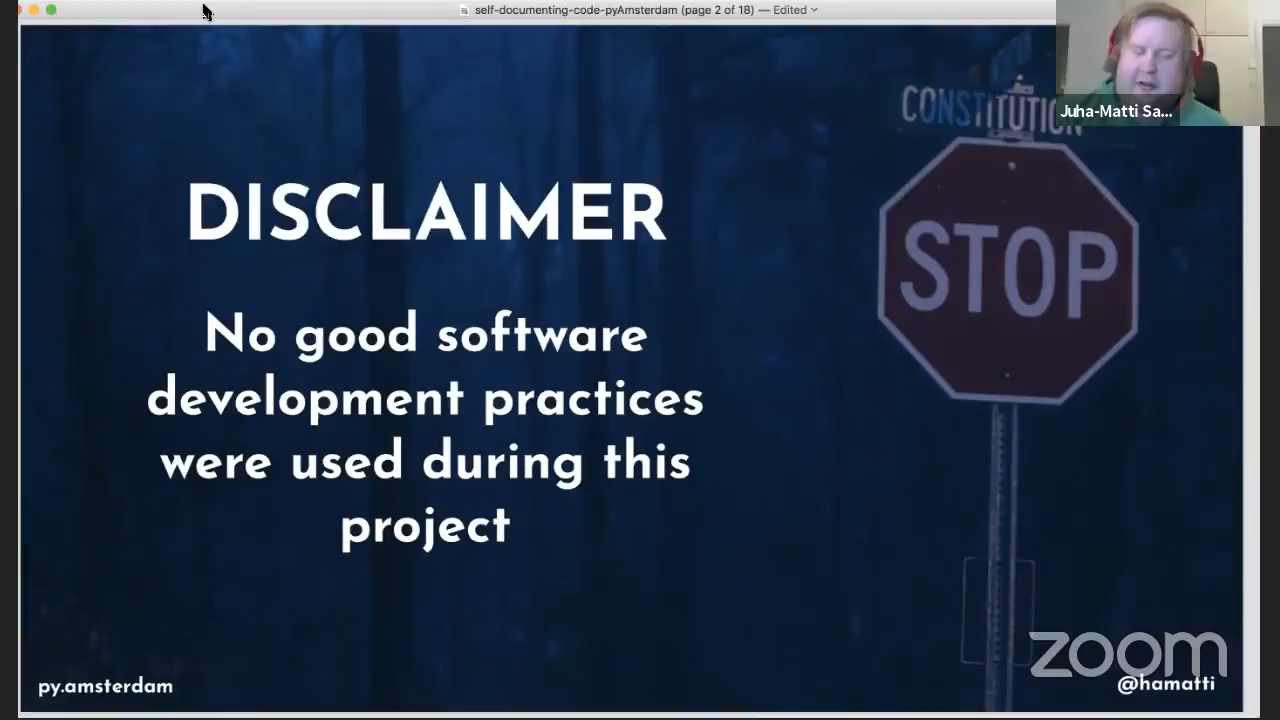 self-documenting-code-pyAmsterdam (page 2 of 18) — Edited
CONSTITUTION
Juha-Matti Sa...
STOP
DISCLAIMER
No good software
development practices
were used during this
project
zoom
py.amsterdam
@hamatti